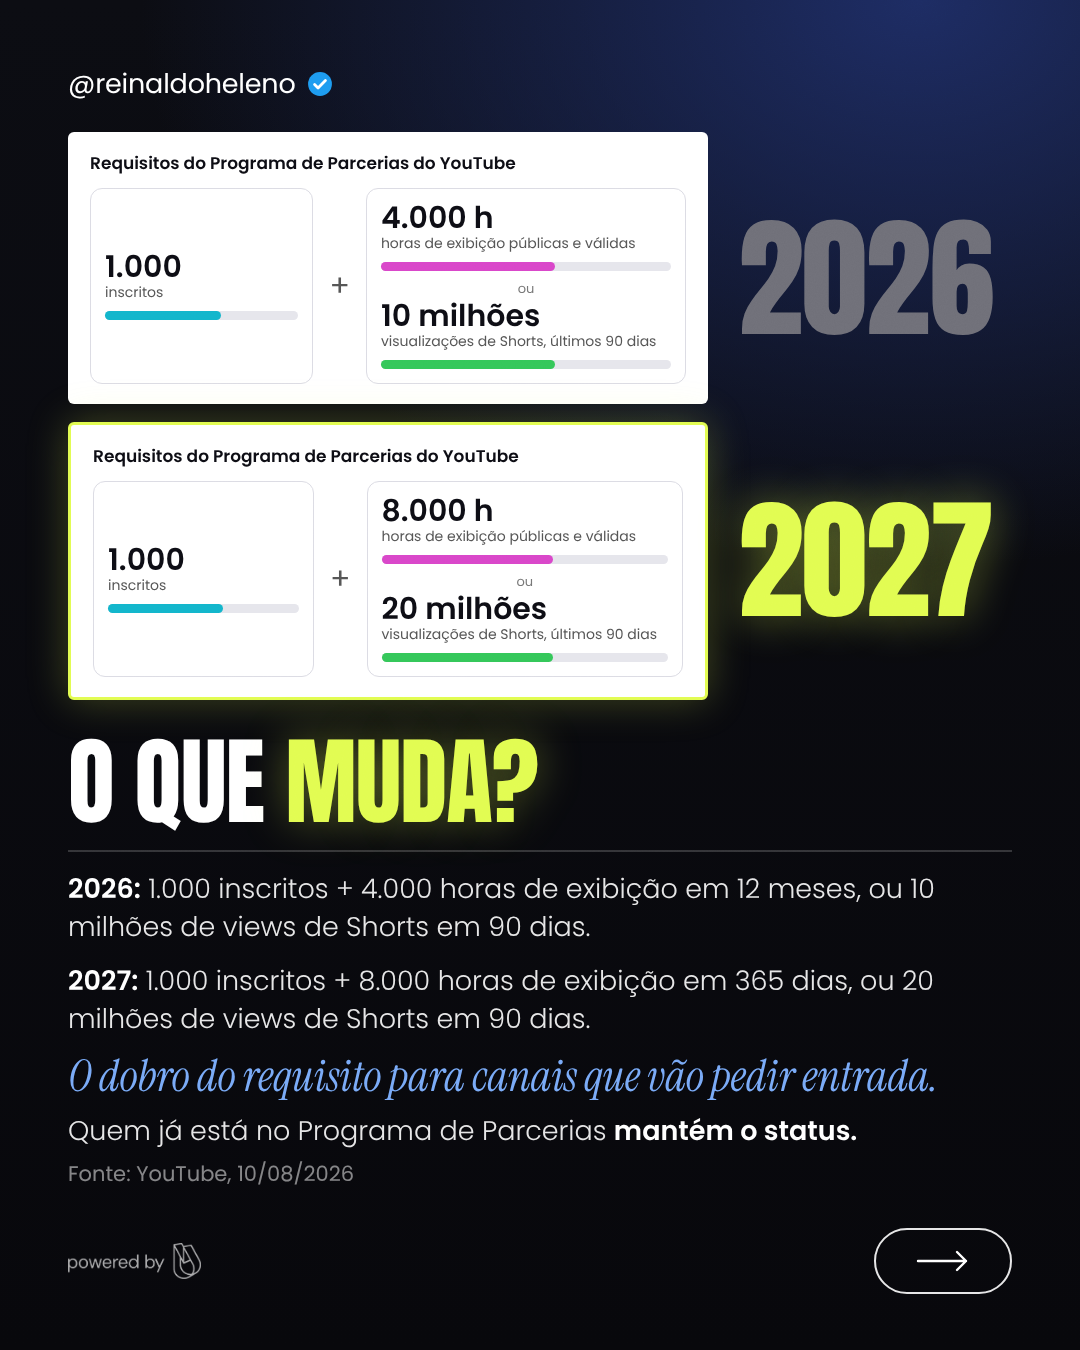 @reinaldoheleno
Requisitos do Programa de Parcerias do YouTube
1.000
inscritos
+
4.000 h
horas de exibição públicas e válidas
ou
10 milhões
visualizações de Shorts, últimos 90 dias
2026
Requisitos do Programa de Parcerias do YouTube
1.000
inscritos
+
8.000 h
horas de exibição públicas e válidas
ou
20 milhões
visualizações de Shorts, últimos 90 dias
2027
O QUE MUDA?
2026: 1.000 inscritos + 4.000 horas de exibição em 12 meses, ou 10
milhões de views de Shorts em 90 dias.
2027: 1.000 inscritos + 8.000 horas de exibição em 365 dias, ou 20
milhões de views de Shorts em 90 dias.
O dobro do requisito para canais que vão pedir entrada.
Quem já está no Programa de Parcerias mantém o status.
Fonte: YouTube, 10/08/2026
powered by